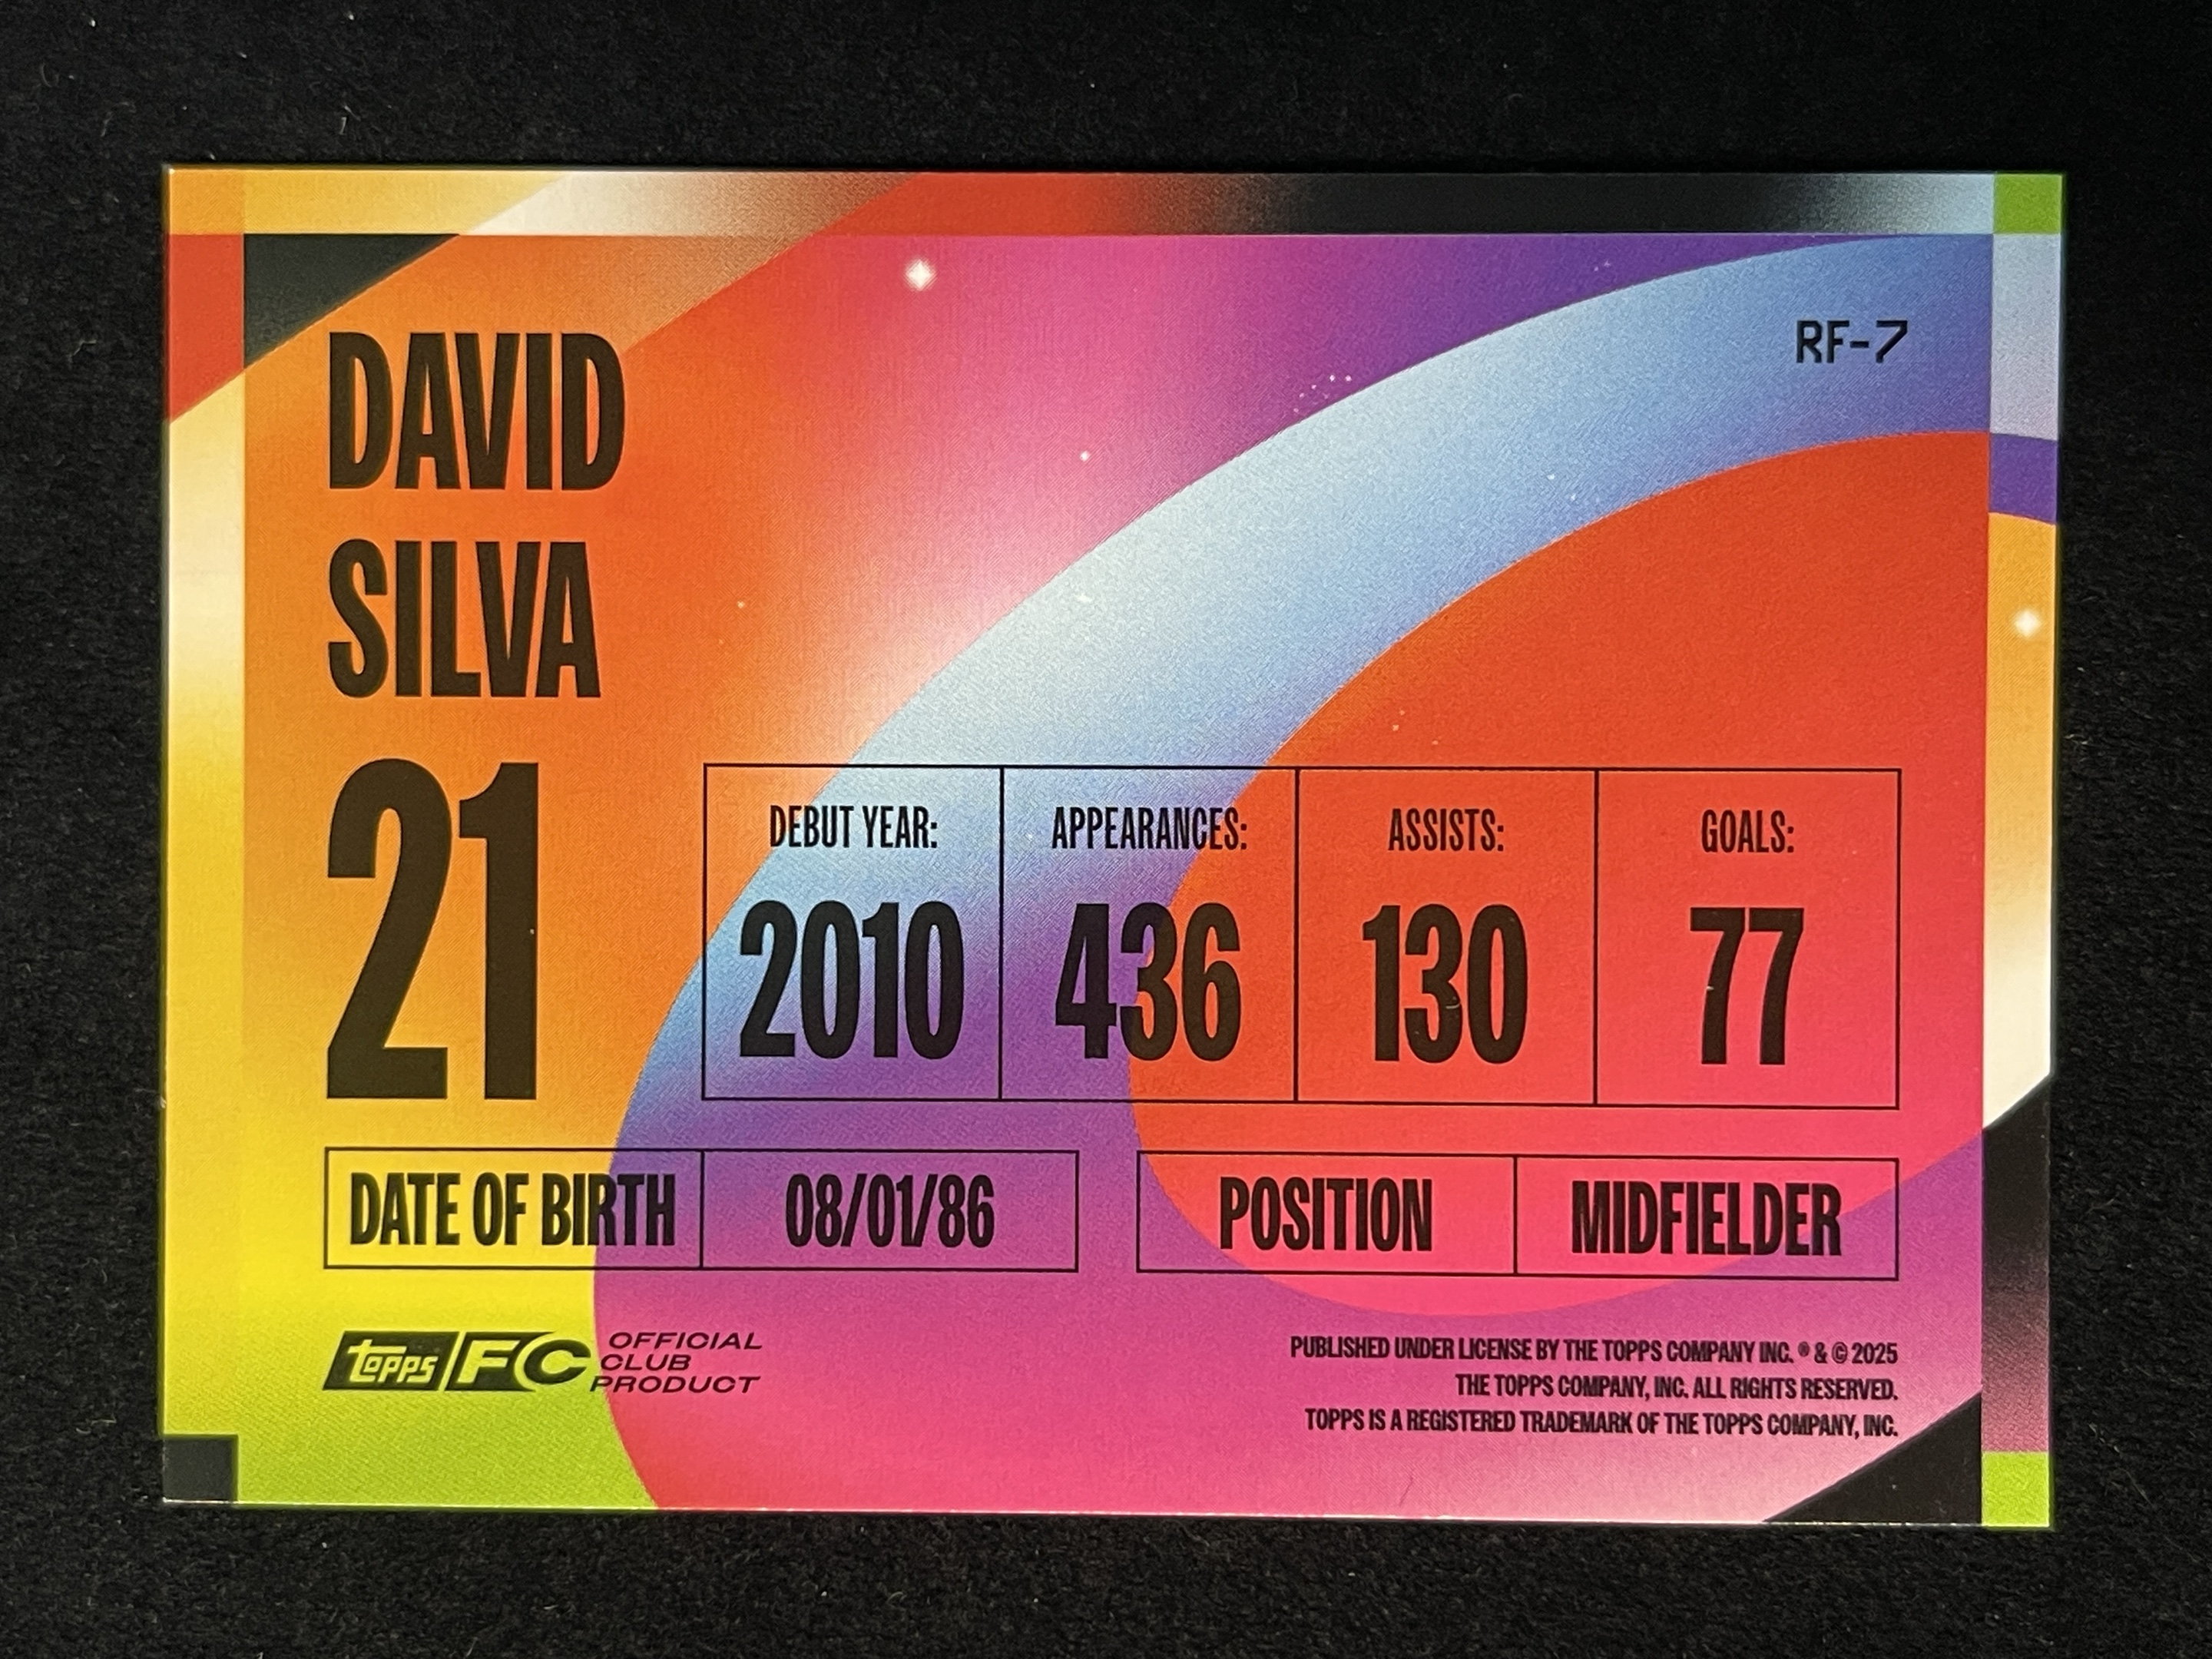 RF-7
DAVID
SILVA
21
DEBUT YEAR: APPEARANCES: ASSISTS: GOALS:
2010 436 130 77
DATE OF BIRTH 08/01/86 POSITION MIDFIELDER
topps FC OFFICIAL
CLUB
PRODUCT
PUBLISHED UNDER LICENSE BY THE TOPPS COMPANY INC. ® & © 2025
THE TOPPS COMPANY, INC. ALL RIGHTS RESERVED.
TOPPS IS A REGISTERED TRADEMARK OF THE TOPPS COMPANY, INC.